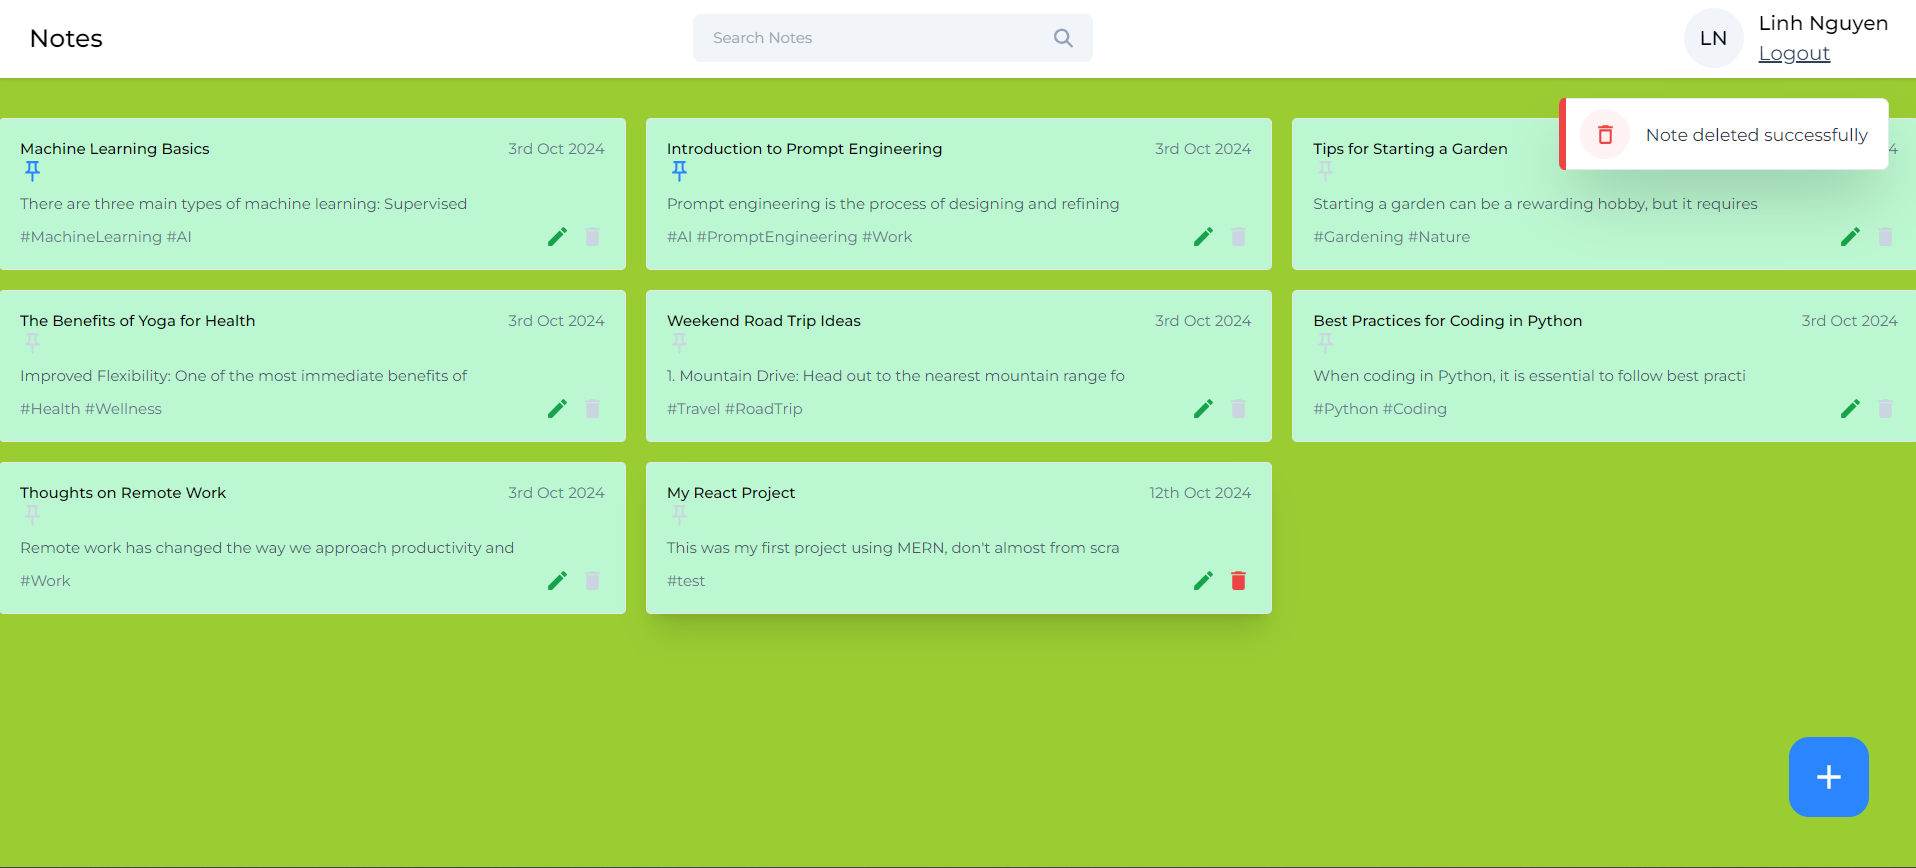 Notes
Search Notes
LN
Linh Nguyen
Logout
Note deleted successfully
Machine Learning Basics
3rd Oct 2024
There are three main types of machine learning: Supervised
#MachineLearning #AI
Introduction to Prompt Engineering
3rd Oct 2024
Prompt engineering is the process of designing and refining
#AI #PromptEngineering #Work
Tips for Starting a Garden
4
Starting a garden can be a rewarding hobby, but it requires
#Gardening #Nature
The Benefits of Yoga for Health
3rd Oct 2024
Improved Flexibility: One of the most immediate benefits of
#Health #Wellness
Weekend Road Trip Ideas
3rd Oct 2024
1. Mountain Drive: Head out to the nearest mountain range fo
#Travel #RoadTrip
Best Practices for Coding in Python
3rd Oct 2024
When coding in Python, it is essential to follow best practi
#Python #Coding
Thoughts on Remote Work
3rd Oct 2024
Remote work has changed the way we approach productivity and
#Work
My React Project
12th Oct 2024
This was my first project using MERN, don't almost from scra
#test